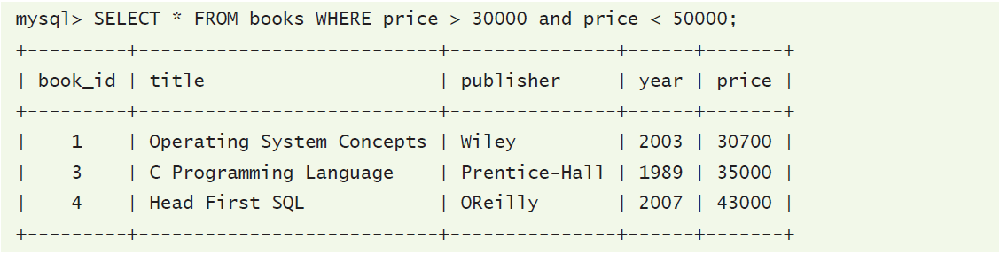 mysql> SELECT * FROM books WHERE price > 30000 and price < 50000;
+---------+---------------------------+---------------+------+-------+
| book_id | title                     | publisher     | year | price |
+---------+---------------------------+---------------+------+-------+
|    1    | Operating System Concepts | Wiley         | 2003 | 30700 |
|    3    | C Programming Language    | Prentice-Hall | 1989 | 35000 |
|    4    | Head First SQL            | OReilly       | 2007 | 43000 |
+---------+---------------------------+---------------+------+-------+